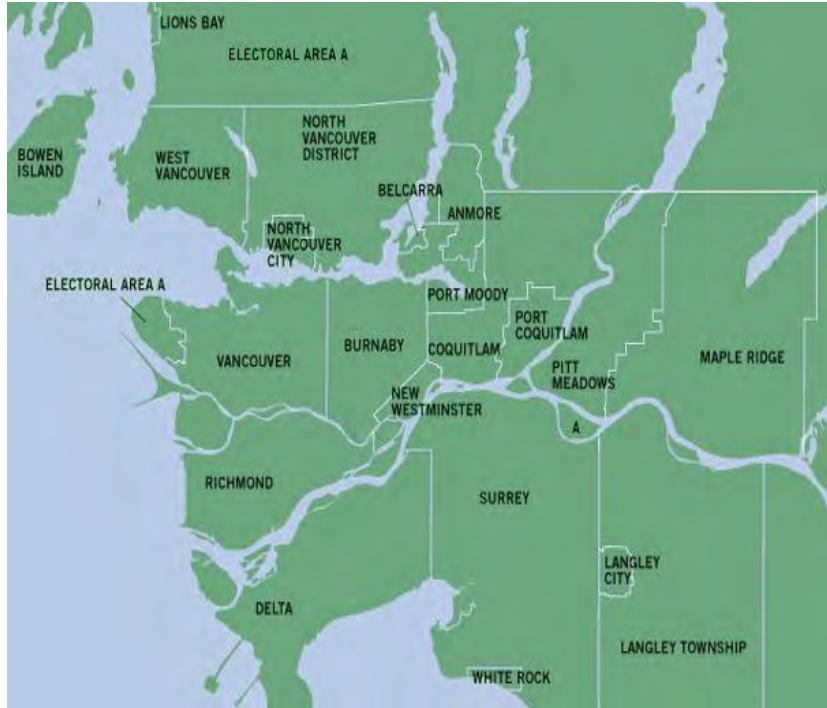 LIONS BAY
ELECTORAL AREA A
NORTH
VANCOUVER
DISTRICT
BOWEN
ISLAND
WEST
VANCOUVER
BELCARRA
ANMORE
NORTH
VANCOUVER
CITY
ELECTORAL AREA A
PORT MOODY
PORT
COQUITLAM
VANCOUVER
BURNABY
COQUITLAM
MAPLE RIDGE
PITT
MEADOWS
NEW
WESTMINSTER
A
RICHMOND
SURREY
LANGLEY
CITY
DELTA
LANGLEY TOWNSHIP
WHITE ROCK